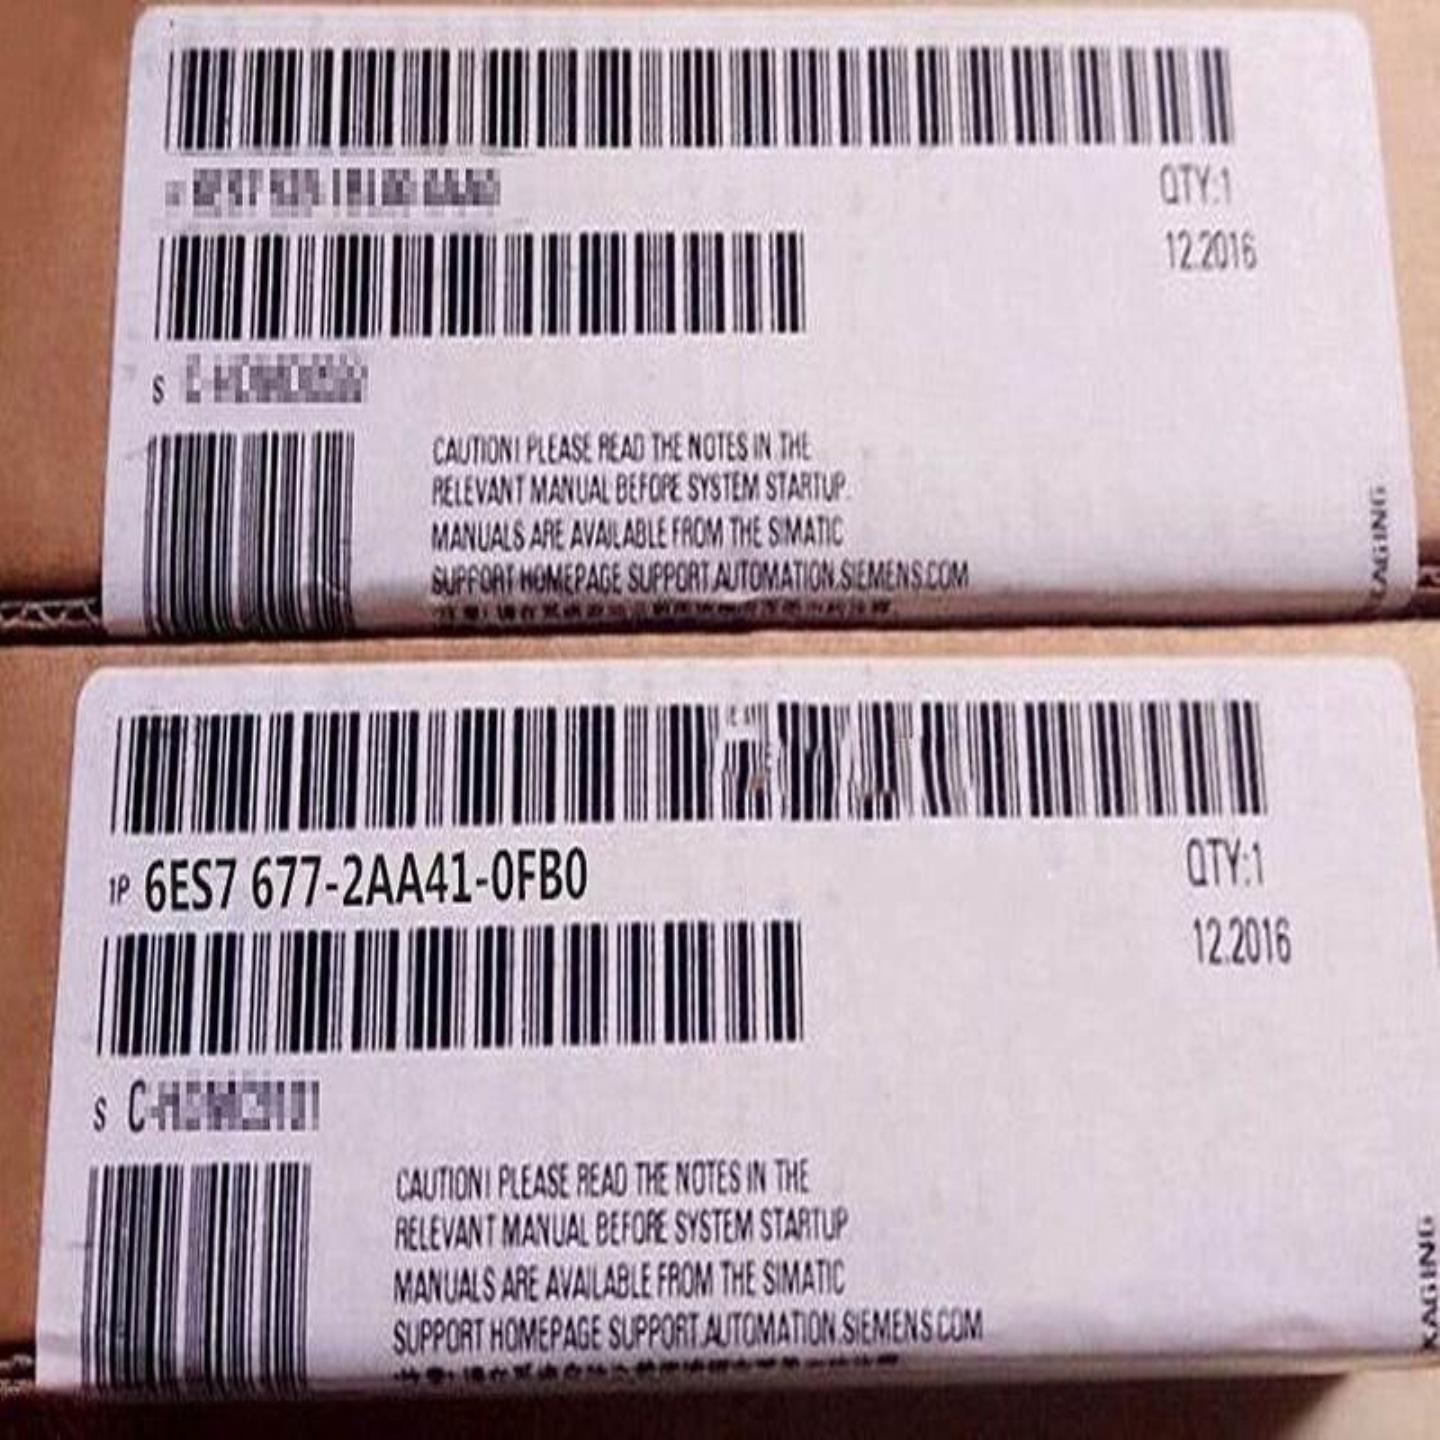 QTY:1
12.2016
S
CAUTION! PLEASE READ THE NOTES IN THE
RELEVANT MANUAL BEFORE SYSTEM STARTUP.
MANUALS ARE AVAILABLE FROM THE SIMATIC
SUPPORT HOMEPAGE SUPPORT.AUTOMATION.SIEMENS.COM
1P 6ES7 677-2AA41-0FB0
QTY:1
12.2016
S C-
CAUTION! PLEASE READ THE NOTES IN THE
RELEVANT MANUAL BEFORE SYSTEM STARTUP
MANUALS ARE AVAILABLE FROM THE SIMATIC
SUPPORT HOMEPAGE SUPPORT.AUTOMATION.SIEMENS.COM